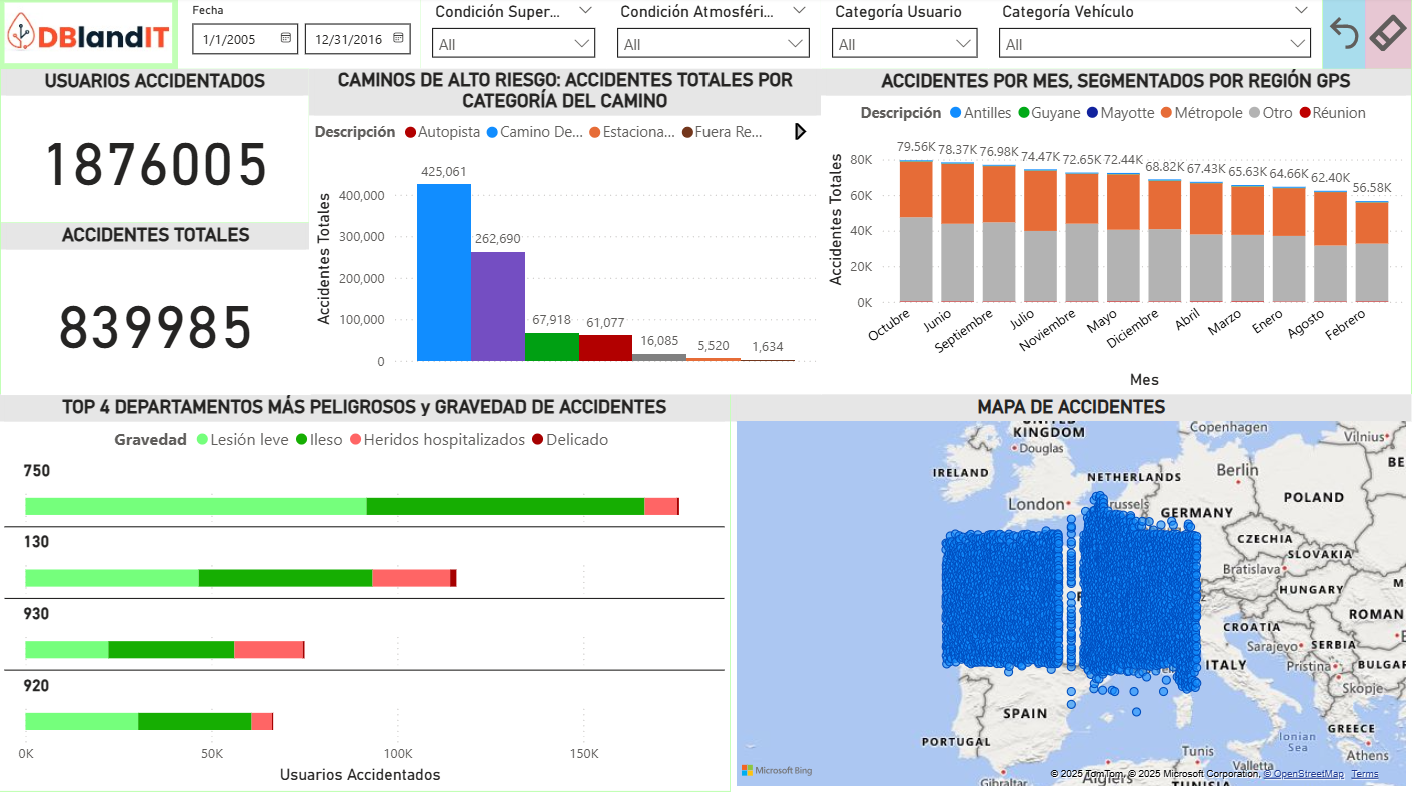 DBlandIT
Fecha
1/1/2005
12/31/2016
Condición Super...
All
Condición Atmosféri...
All
Categoría Usuario
All
Categoría Vehículo
All
USUARIOS ACCIDENTADOS
1876005
ACCIDENTES TOTALES
839985
CAMINOS DE ALTO RIESGO: ACCIDENTES TOTALES POR
CATEGORÍA DEL CAMINO
Descripción Autopista Camino De... Estaciona... Fuera Re...
Accidentes Totales
400,000
300,000
200,000
100,000
0
425,061
262,690
67,918
61,077
16,085
5,520
1,634
ACCIDENTES POR MES, SEGMENTADOS POR REGIÓN GPS
Descripción Antilles Guyane Mayotte Métropole Otro Réunion
Accidentes Totales
80K
60K
40K
20K
0K
79.56K 78.37K 76.98K 74.47K 72.65K 72.44K 68.82K 67.43K 65.63K 64.66K 62.40K 56.58K
Octubre Junio Septiembre Julio Noviembre Mayo Diciembre Abril Marzo Enero Agosto Febrero
Mes
TOP 4 DEPARTAMENTOS MÁS PELIGROSOS y GRAVEDAD DE ACCIDENTES
Gravedad Lesión leve Ileso Heridos hospitalizados Delicado
750
130
930
920
0K 50K 100K 150K
Usuarios Accidentados
MAPA DE ACCIDENTES
UNITED
KINGDOM
Copenhagen
Vilnius
Douglas
IRELAND
NETHERLANDS
Berlin
London
POLAND
GERMANY
CZECHIA
SLOVAKIA
Bratislava
HUNGARY
ROMAN
CROATIA
Sarajevo
SERBIA
ITALY
Pristina
BULGAR
Skopje
SPAIN
PORTUGAL
GREECE
Ionian
Sea
Athens
Tunis
Valletta
Algiers
Gibraltar
TUNISIA
Microsoft Bing
© 2025 TomTom, © 2025 Microsoft Corporation, © OpenStreetMap Terms